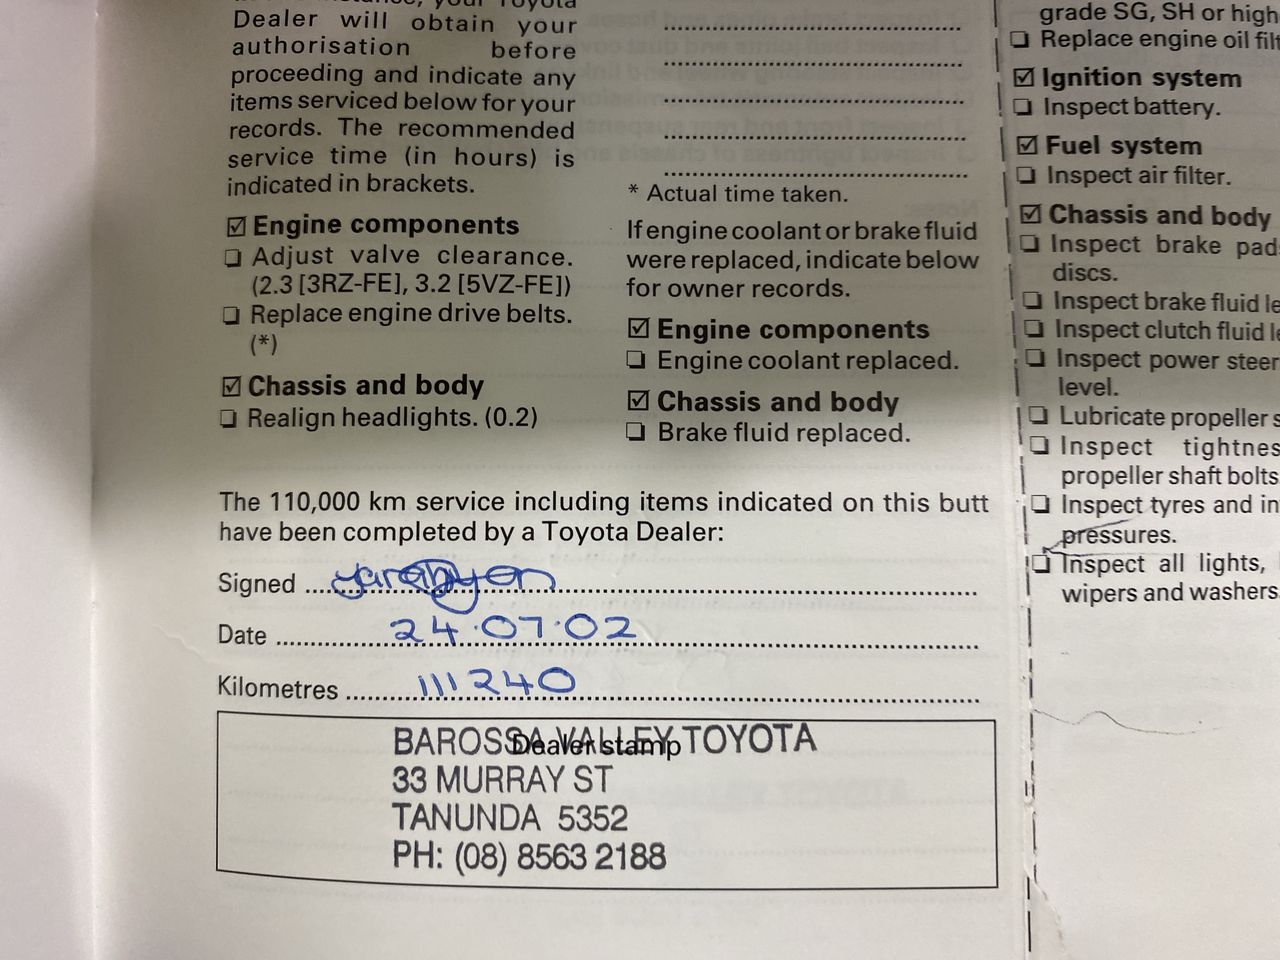 Dealer will obtain your
authorisation before
proceeding and indicate any
items serviced below for your
records. The recommended
service time (in hours) is
indicated in brackets.
☑ Engine components
❏ Adjust valve clearance.
(2.3 [3RZ-FE], 3.2 [5VZ-FE])
❏ Replace engine drive belts.
(*)
☑ Chassis and body
❏ Realign headlights. (0.2)
* Actual time taken.
If engine coolant or brake fluid
were replaced, indicate below
for owner records.
☑ Engine components
❏ Engine coolant replaced.
☑ Chassis and body
❏ Brake fluid replaced.
The 110,000 km service including items indicated on this butt
have been completed by a Toyota Dealer:
Signed
Date 24.07.02
Kilometres 111240
Dealer stamp
BAROSSA VALLEY TOYOTA
33 MURRAY ST
TANUNDA 5352
PH: (08) 8563 2188
grade SG, SH or high
❏ Replace engine oil filt
☑ Ignition system
❏ Inspect battery.
☑ Fuel system
❏ Inspect air filter.
☑ Chassis and body
❏ Inspect brake pad
discs.
❏ Inspect brake fluid le
❏ Inspect clutch fluid le
❏ Inspect power steer
level.
❏ Lubricate propeller s
❏ Inspect tightnes
propeller shaft bolts
❏ Inspect tyres and in
pressures.
❏ Inspect all lights,
wipers and washers.